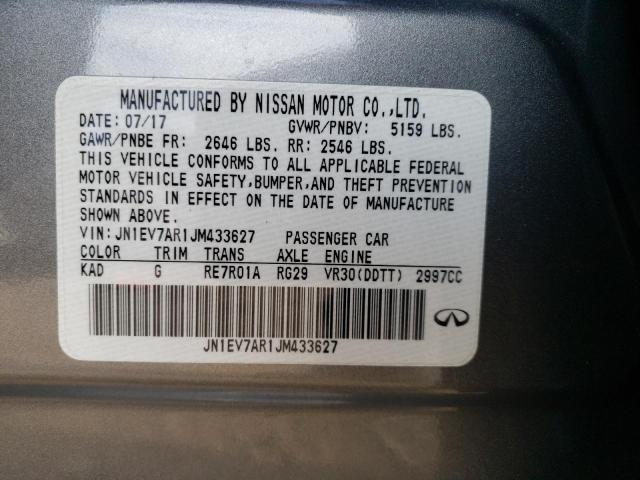 MANUFACTURED BY NISSAN MOTOR CO.,LTD.
DATE: 07/17 GVWR/PNBV: 5159 LBS.
GAWR/PNBE FR: 2646 LBS. RR: 2546 LBS.
THIS VEHICLE CONFORMS TO ALL APPLICABLE FEDERAL
MOTOR VEHICLE SAFETY,BUMPER,AND THEFT PREVENTION
STANDARDS IN EFFECT ON THE DATE OF MANUFACTURE
SHOWN ABOVE.
VIN: JN1EV7AR1JM433627 PASSENGER CAR
COLOR TRIM TRANS AXLE ENGINE
KAD G RE7R01A RG29 VR30(DDTT) 2997CC
JN1EV7AR1JM433627